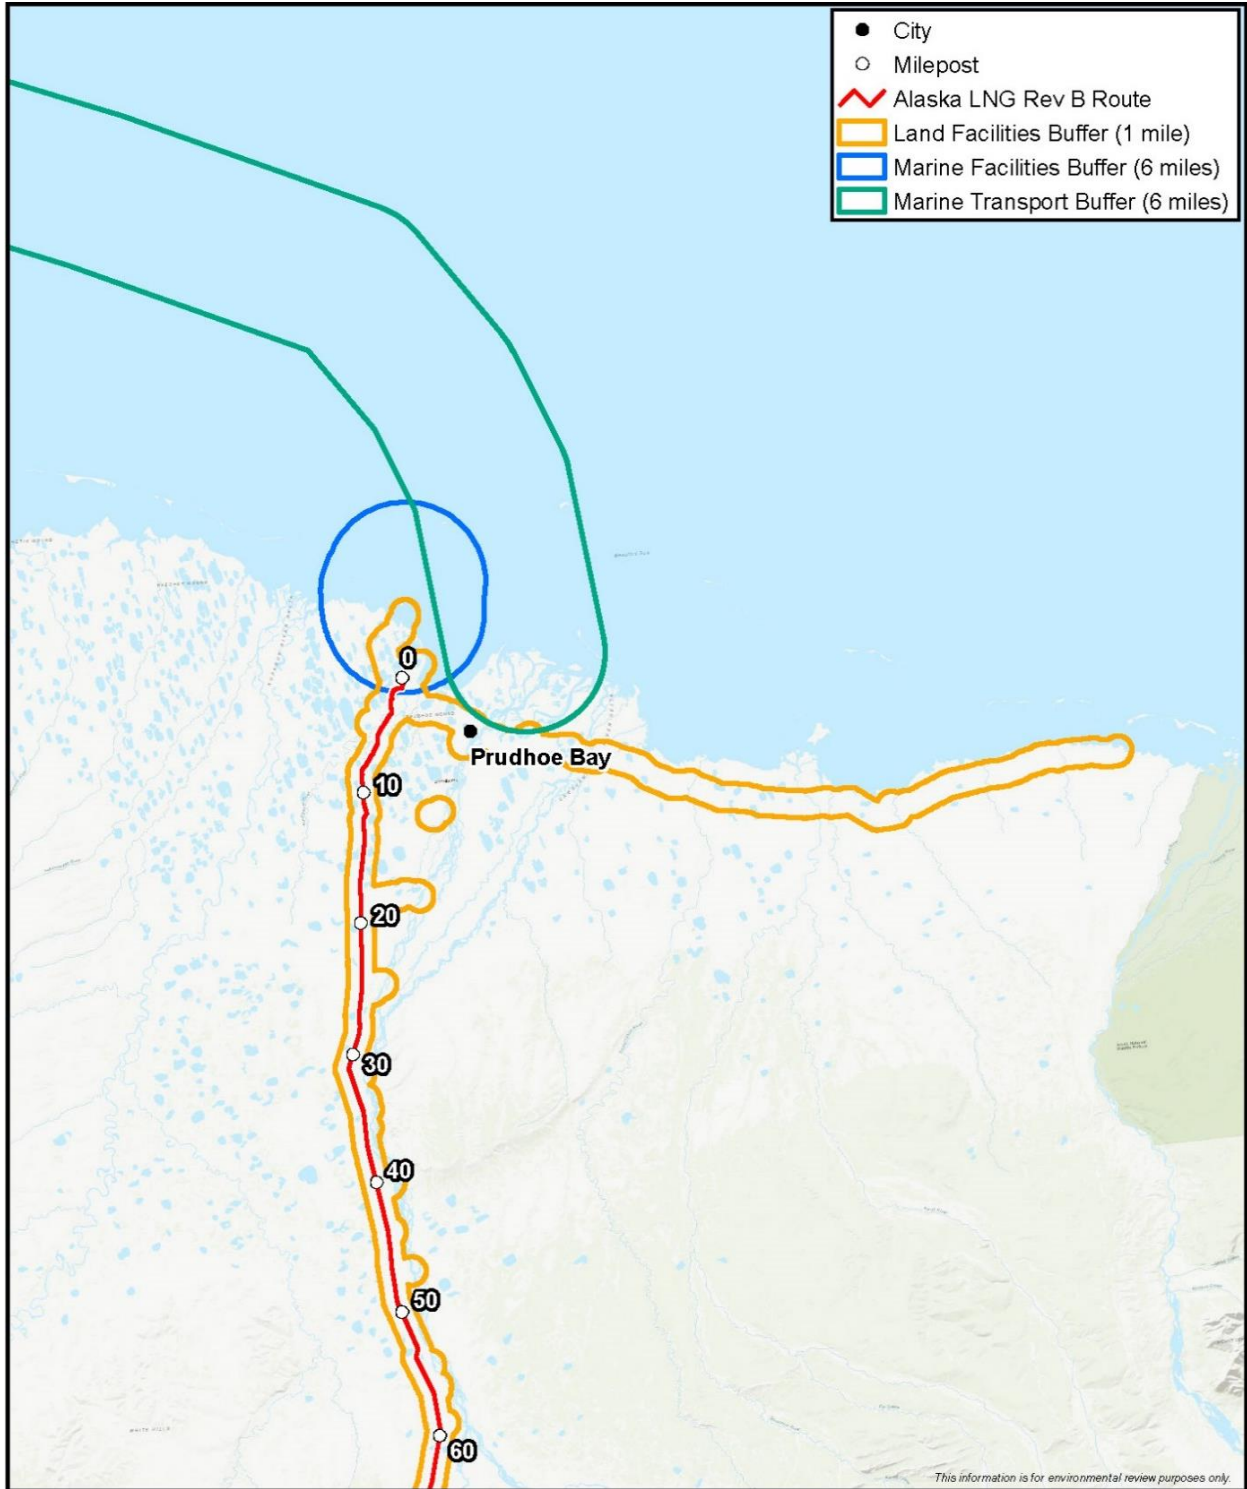 City
Milepost
Alaska LNG Rev B Route
Land Facilities Buffer (1 mile)
Marine Facilities Buffer (6 miles)
Marine Transport Buffer (6 miles)
0
Prudhoe Bay
10
20
30
40
50
60
This information is for environmental review purposes only.